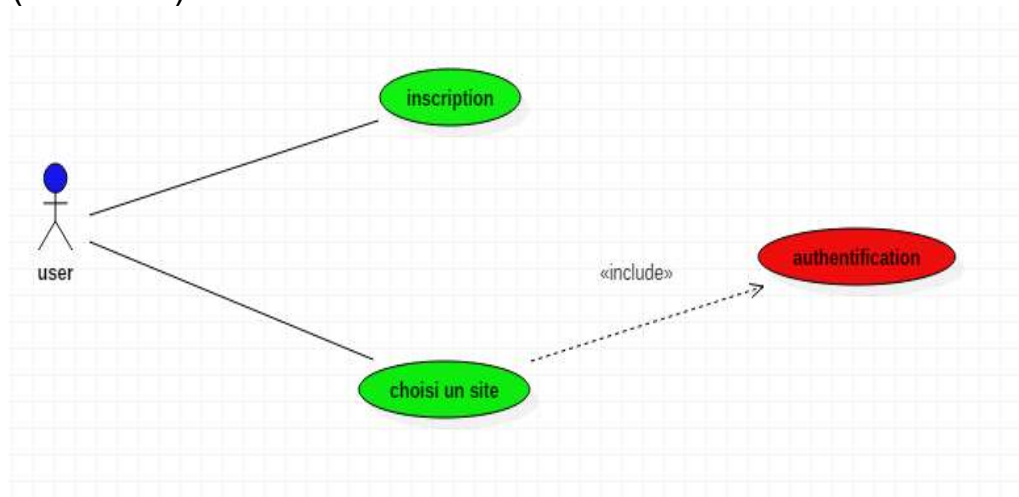 inscription
user
authentification
«include»
choisi un site